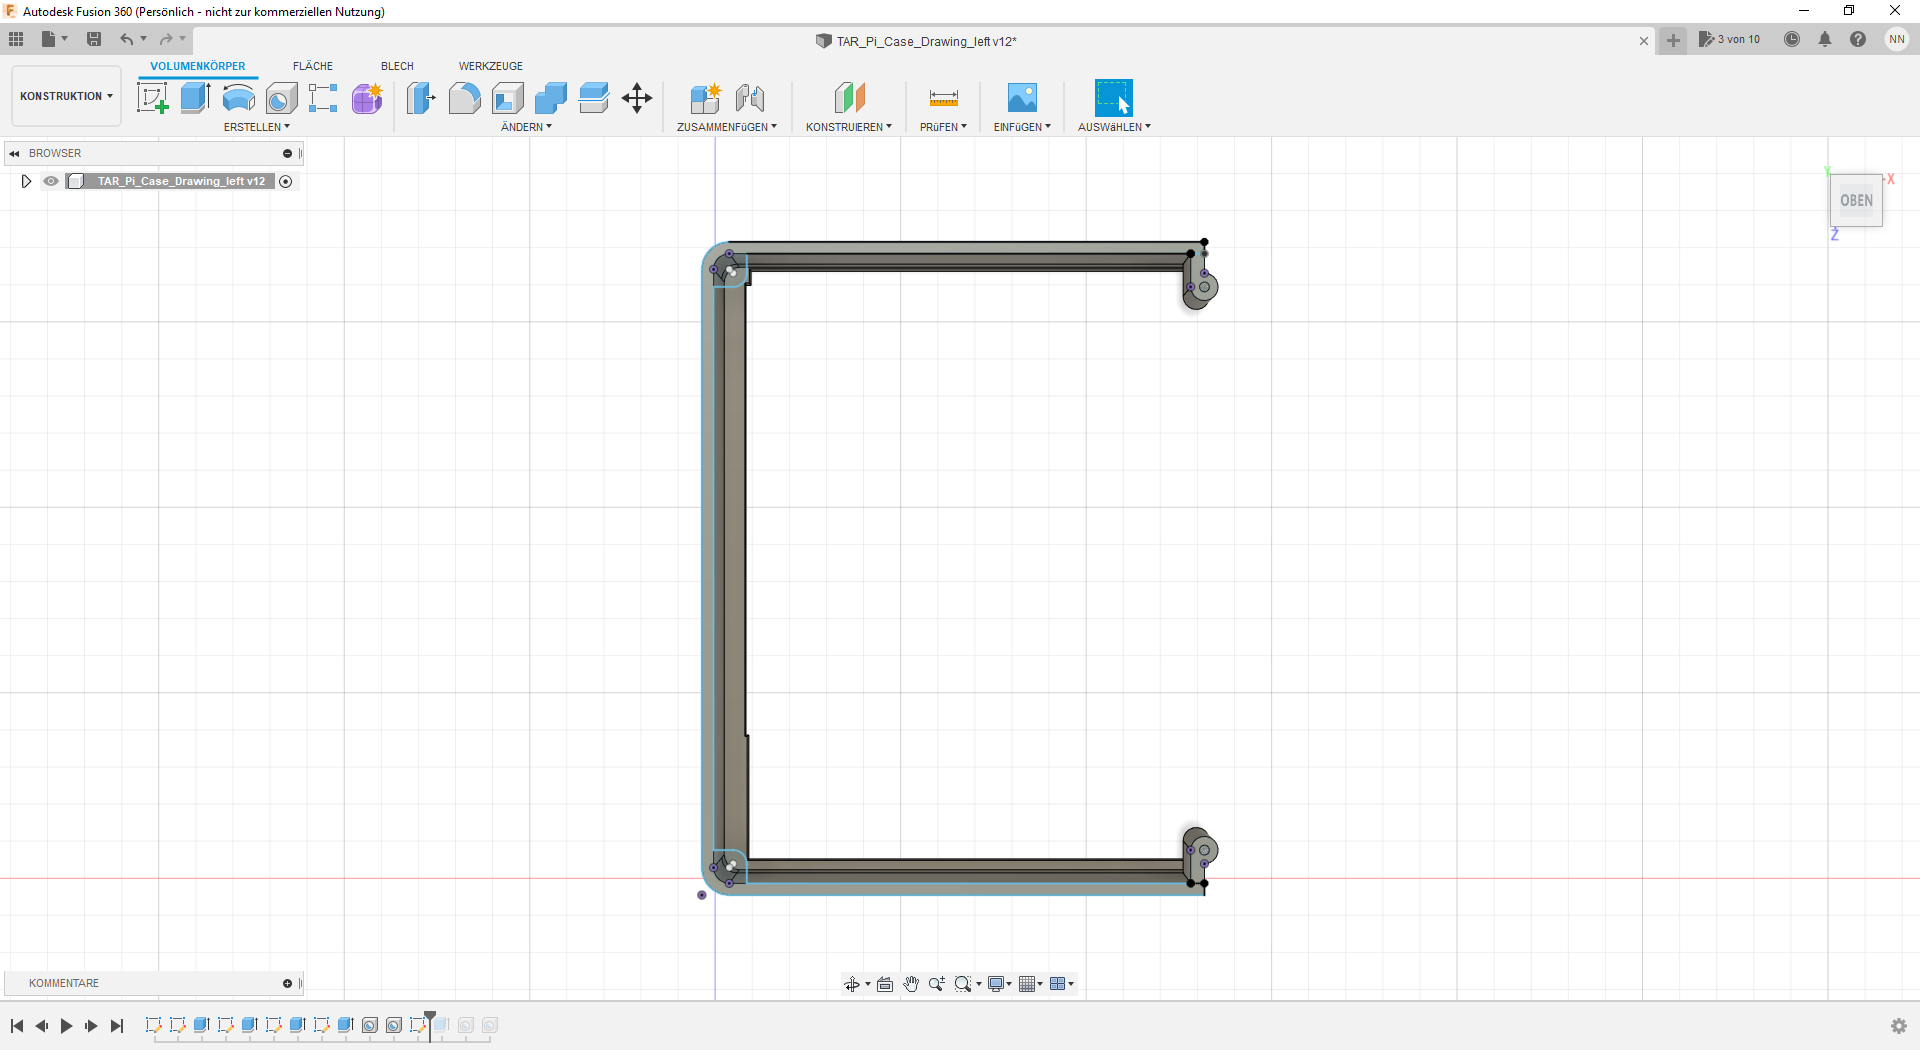 Autodesk Fusion 360 (Persönlich - nicht zur kommerziellen Nutzung)
TAR_Pi_Case_Drawing_left v12*
3 von 10
NN
VOLUMENKÖRPER
FLÄCHE
BLECH
WERKZEUGE
KONSTRUKTION
ERSTELLEN
ÄNDERN
ZUSAMMENFüGEN
KONSTRUIEREN
PRüFEN
EINFüGEN
AUSWäHLEN
BROWSER
TAR_Pi_Case_Drawing_left v12
Y
X
OBEN
Z
KOMMENTARE